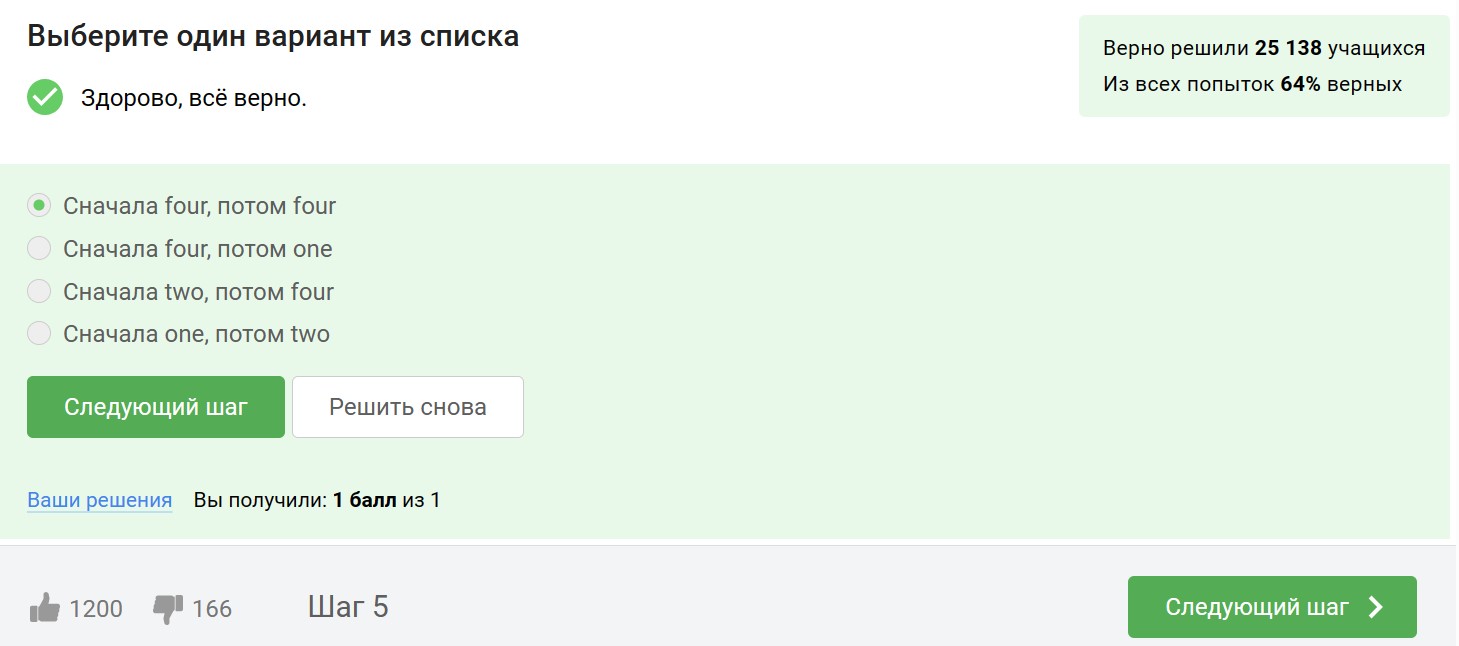 Выберите один вариант из списка
Верно решили 25 138 учащихся
Из всех попыток 64% верных
Здорово, всё верно.
Сначала four, потом four
Сначала four, потом one
Сначала two, потом four
Сначала one, потом two
Следующий шаг
Решить снова
Ваши решения Вы получили: 1 балл из 1
1200 166 Шаг 5 Следующий шаг